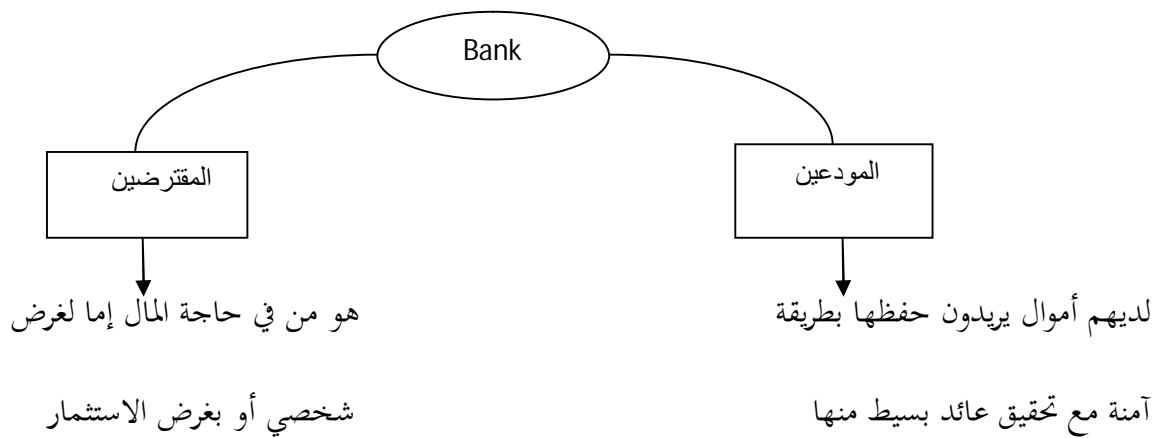 Bank
المودعين
المقترضين
لديهم أموال يريدون حفظها بطريقة
آمنة مع تحقيق عائد بسيط منها
هو من في حاجة المال إما لغرض
شخصي أو بغرض الاستثمار